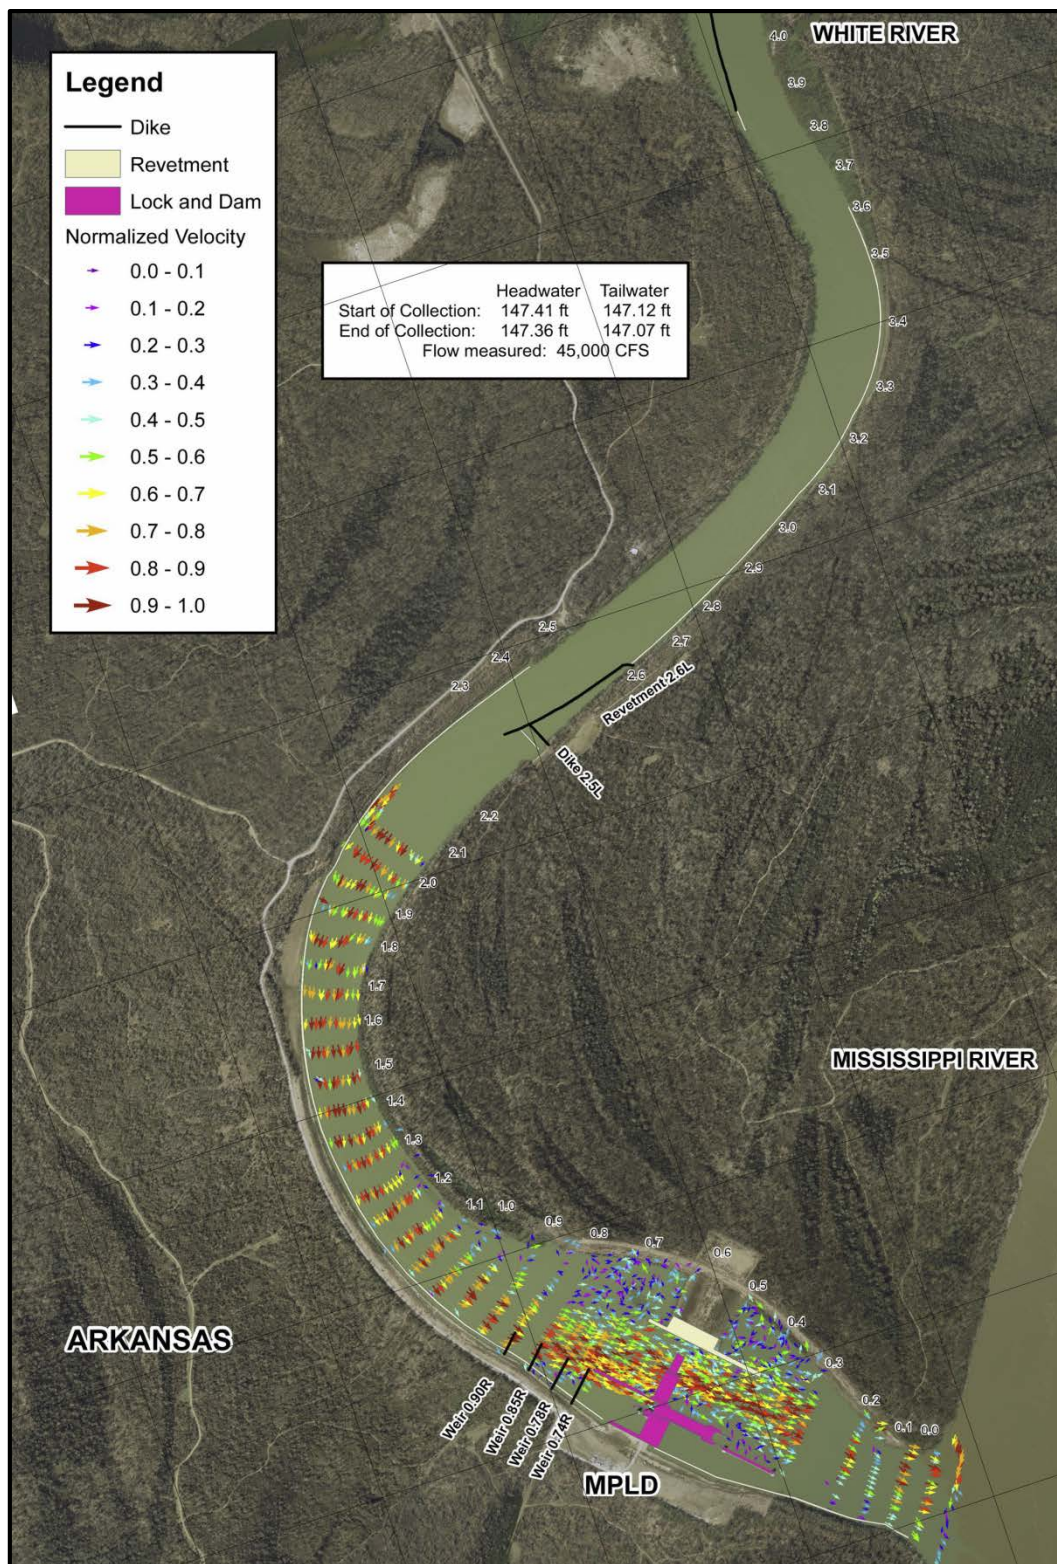 WHITE RIVER
Legend
Dike
Revetment
Lock and Dam
Normalized Velocity
0.0 - 0.1
0.1 - 0.2
0.2 - 0.3
0.3 - 0.4
0.4 - 0.5
0.5 - 0.6
0.6 - 0.7
0.7 - 0.8
0.8 - 0.9
0.9 - 1.0
Headwater Tailwater
Start of Collection: 147.41 ft 147.12 ft
End of Collection: 147.36 ft 147.07 ft
Flow measured: 45,000 CFS
4.0
3.9
3.8
3.7
3.6
3.5
3.4
3.3
3.2
3.1
3.0
2.9
2.8
2.7
2.6
2.5
2.4
2.3
Revetment 2.6L
Dike 2.5L
2.2
2.1
2.0
1.9
1.8
1.7
1.6
1.5
1.4
1.3
1.2
1.1
1.0
0.9
0.8
0.7
0.6
0.5
0.4
0.3
0.2
0.1
0.0
MISSISSIPPI RIVER
ARKANSAS
Weir 0.90R
Weir 0.85R
Weir 0.78R
Weir 0.74R
MPLD